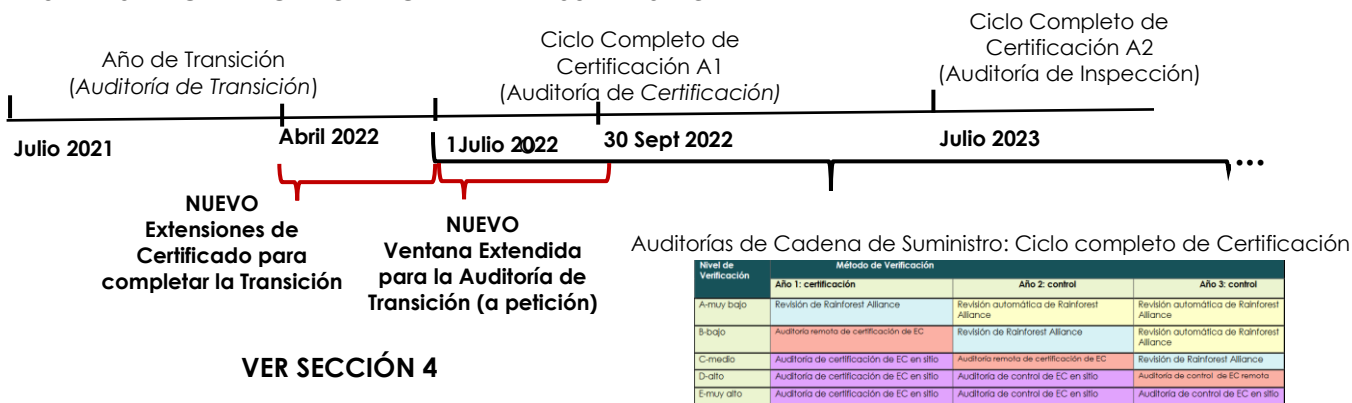 Año de Transición
(Auditoría de Transición)
Ciclo Completo de
Certificación A1
(Auditoría de Certificación)
Ciclo Completo de
Certificación A2
(Auditoría de Inspección)
Julio 2021
Abril 2022
1Julio 2022
30 Sept 2022
Julio 2023
...
NUEVO
Extensiones de
Certificado para
completar la Transición
NUEVO
Ventana Extendida
para la Auditoría de
Transición (a petición)
VER SECCIÓN 4
Auditorías de Cadena de Suministro: Ciclo completo de Certificación
Nivel de
Verificación
Método de Verificación
Año 1: certificación
Año 2: control
Año 3: control
A-muy bajo
Revisión de Rainforest Alliance
Revisión automática de Rainforest
Alliance
Revisión automática de Rainforest
Alliance
B-bajo
Auditoría remota de certificación de EC
Revisión de Rainforest Alliance
Revisión automática de Rainforest
Alliance
C-medio
Auditoría de certificación de EC en sitio
Auditoría remota de certificación de EC
Revisión de Rainforest Alliance
D-alto
Auditoría de certificación de EC en sitio
Auditoría de control de EC en sitio
Auditoría de control de EC remota
E-muy alto
Auditoría de certificación de EC en sitio
Auditoría de control de EC en sitio
Auditoría de control de EC en sitio